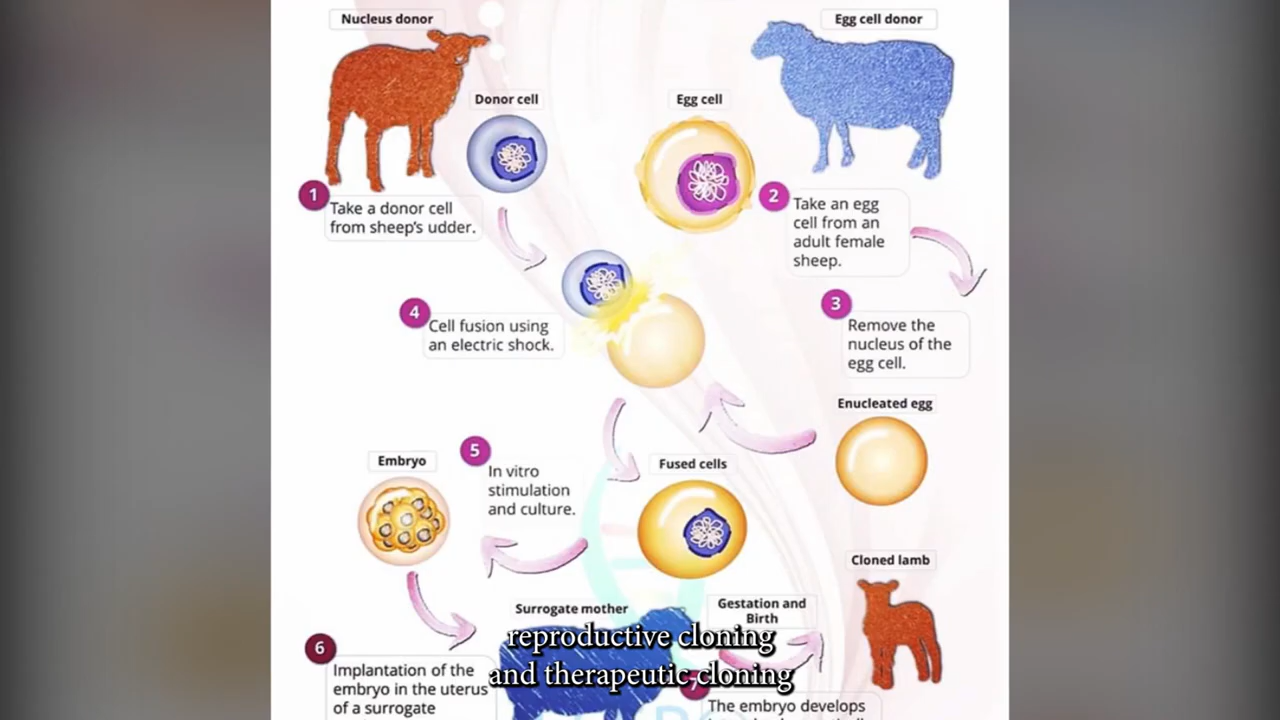 Nucleus donor
Egg cell donor
Donor cell
Egg cell
1
Take a donor cell
from sheep's udder.
2
Take an egg
cell from an
adult female
sheep.
3
Remove the
nucleus of the
egg cell.
4
Cell fusion using
an electric shock.
Enucleated egg
Fused cells
5
In vitro
stimulation
and culture.
Embryo
6
Implantation of the
embryo in the uterus
of a surrogate
Surrogate mother
Gestation and
Birth
Cloned lamb
7
The embryo develops
reproductive cloning
and therapeutic cloning